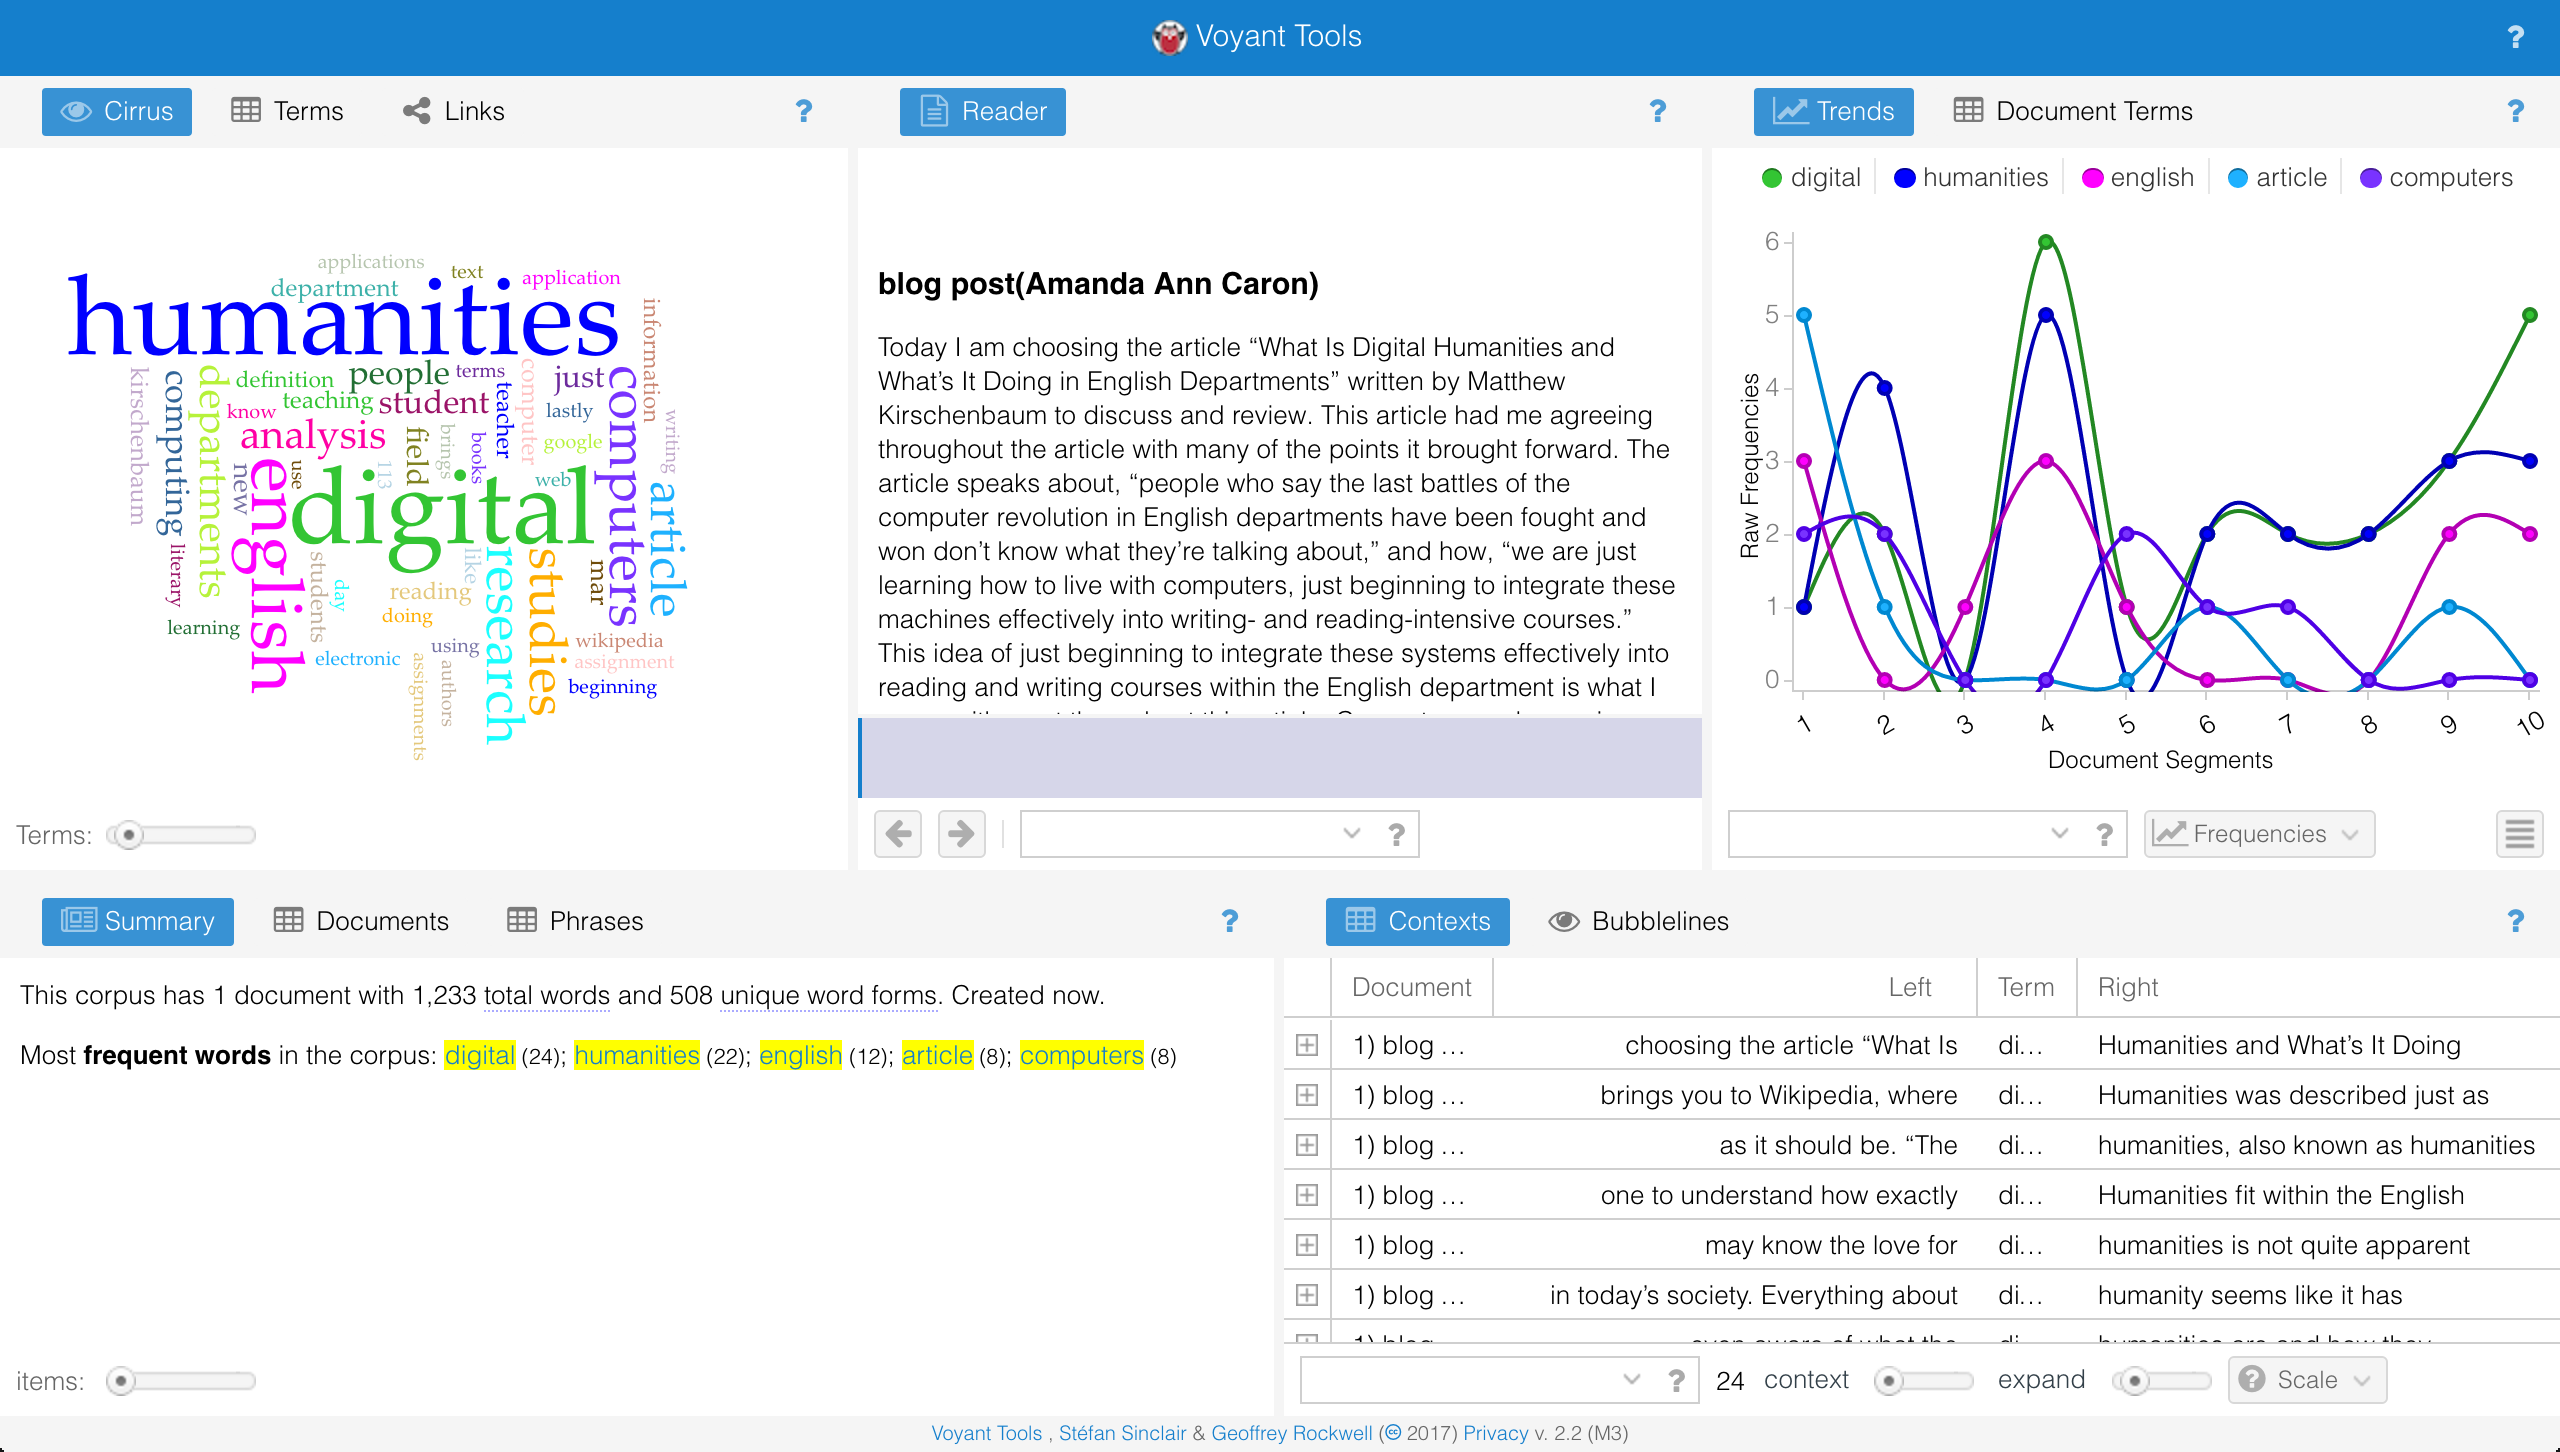 Voyant Tools
?
Cirrus
Terms
Links
?
applications
text
application
department
humanities
information
kirschenbaum
computing
departments
definition
people
terms
computer
just
computers
know
teaching
student
teacher
lastly
writing
analysis
field
brings
books
google
new
english
use
113
digital
web
article
literary
students
day
reading
like
research
studies
mar
doing
learning
electronic
using
wikipedia
assignment
assignments
authors
beginning
Terms:
Reader
?
blog post(Amanda Ann Caron)
Today I am choosing the article “What Is Digital Humanities and
What’s It Doing in English Departments” written by Matthew
Kirschenbaum to discuss and review. This article had me agreeing
throughout the article with many of the points it brought forward. The
article speaks about, “people who say the last battles of the
computer revolution in English departments have been fought and
won don’t know what they’re talking about,” and how, “we are just
learning how to live with computers, just beginning to integrate these
machines effectively into writing- and reading-intensive courses.”
This idea of just beginning to integrate these systems effectively into
reading and writing courses within the English department is what I
?
Trends
Document Terms
?
digital
humanities
english
article
computers
6
5
4
3
2
1
0
Raw Frequencies
1 2 3 4 5 6 7 8 9 10
Document Segments
?
Frequencies
Summary
Documents
Phrases
?
This corpus has 1 document with 1,233 total words and 508 unique word forms. Created now.
Most frequent words in the corpus: digital (24); humanities (22); english (12); article (8); computers (8)
items:
Contexts
Bubblelines
?
Document Left Term Right
1) blog ... choosing the article “What Is di... Humanities and What’s It Doing
1) blog ... brings you to Wikipedia, where di... Humanities was described just as
1) blog ... as it should be. “The di... humanities, also known as humanities
1) blog ... one to understand how exactly di... Humanities fit within the English
1) blog ... may know the love for di... humanities is not quite apparent
1) blog ... in today’s society. Everything about di... humanity seems like it has
1) blog ... even aware of what the di... humanities are and how they
? 24 context expand ? Scale
Voyant Tools , Stéfan Sinclair & Geoffrey Rockwell (cc 2017) Privacy v. 2.2 (M3)